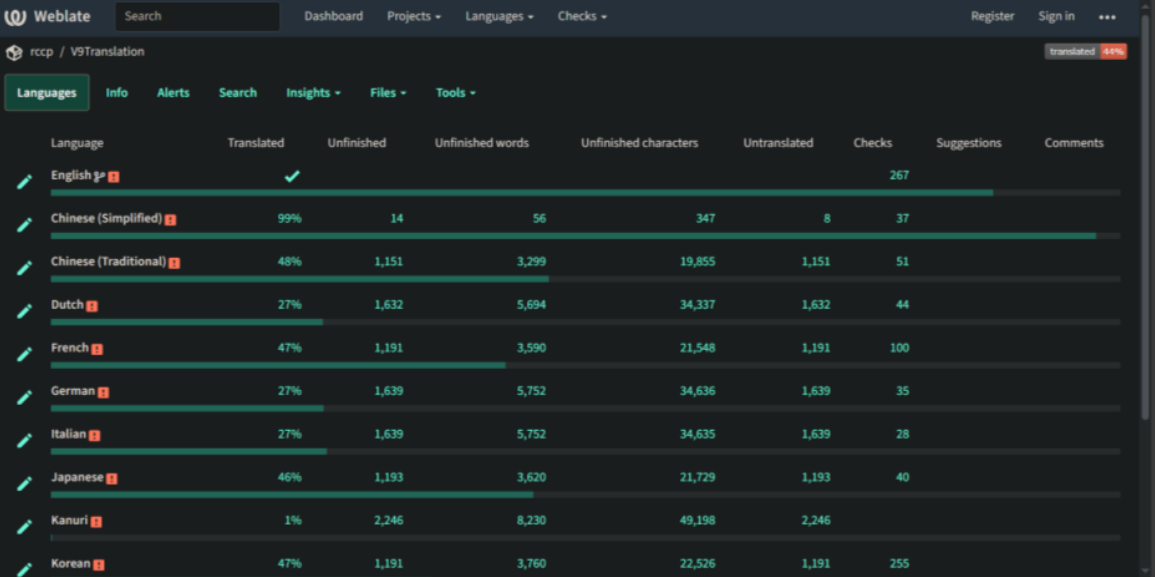 Weblate Search Dashboard Projects Languages Checks Register Sign in
rccp / V9Translation translated 44%
Languages Info Alerts Search Insights Files Tools
Language Translated Unfinished Unfinished words Unfinished characters Untranslated Checks Suggestions Comments
English 267
Chinese (Simplified) 99% 14 56 347 8 37
Chinese (Traditional) 48% 1,151 3,299 19,855 1,151 51
Dutch 27% 1,632 5,694 34,337 1,632 44
French 47% 1,191 3,590 21,548 1,191 100
German 27% 1,639 5,752 34,636 1,639 35
Italian 27% 1,639 5,752 34,635 1,639 28
Japanese 46% 1,193 3,620 21,729 1,193 40
Kanuri 1% 2,246 8,230 49,198 2,246
Korean 47% 1,191 3,760 22,526 1,191 255